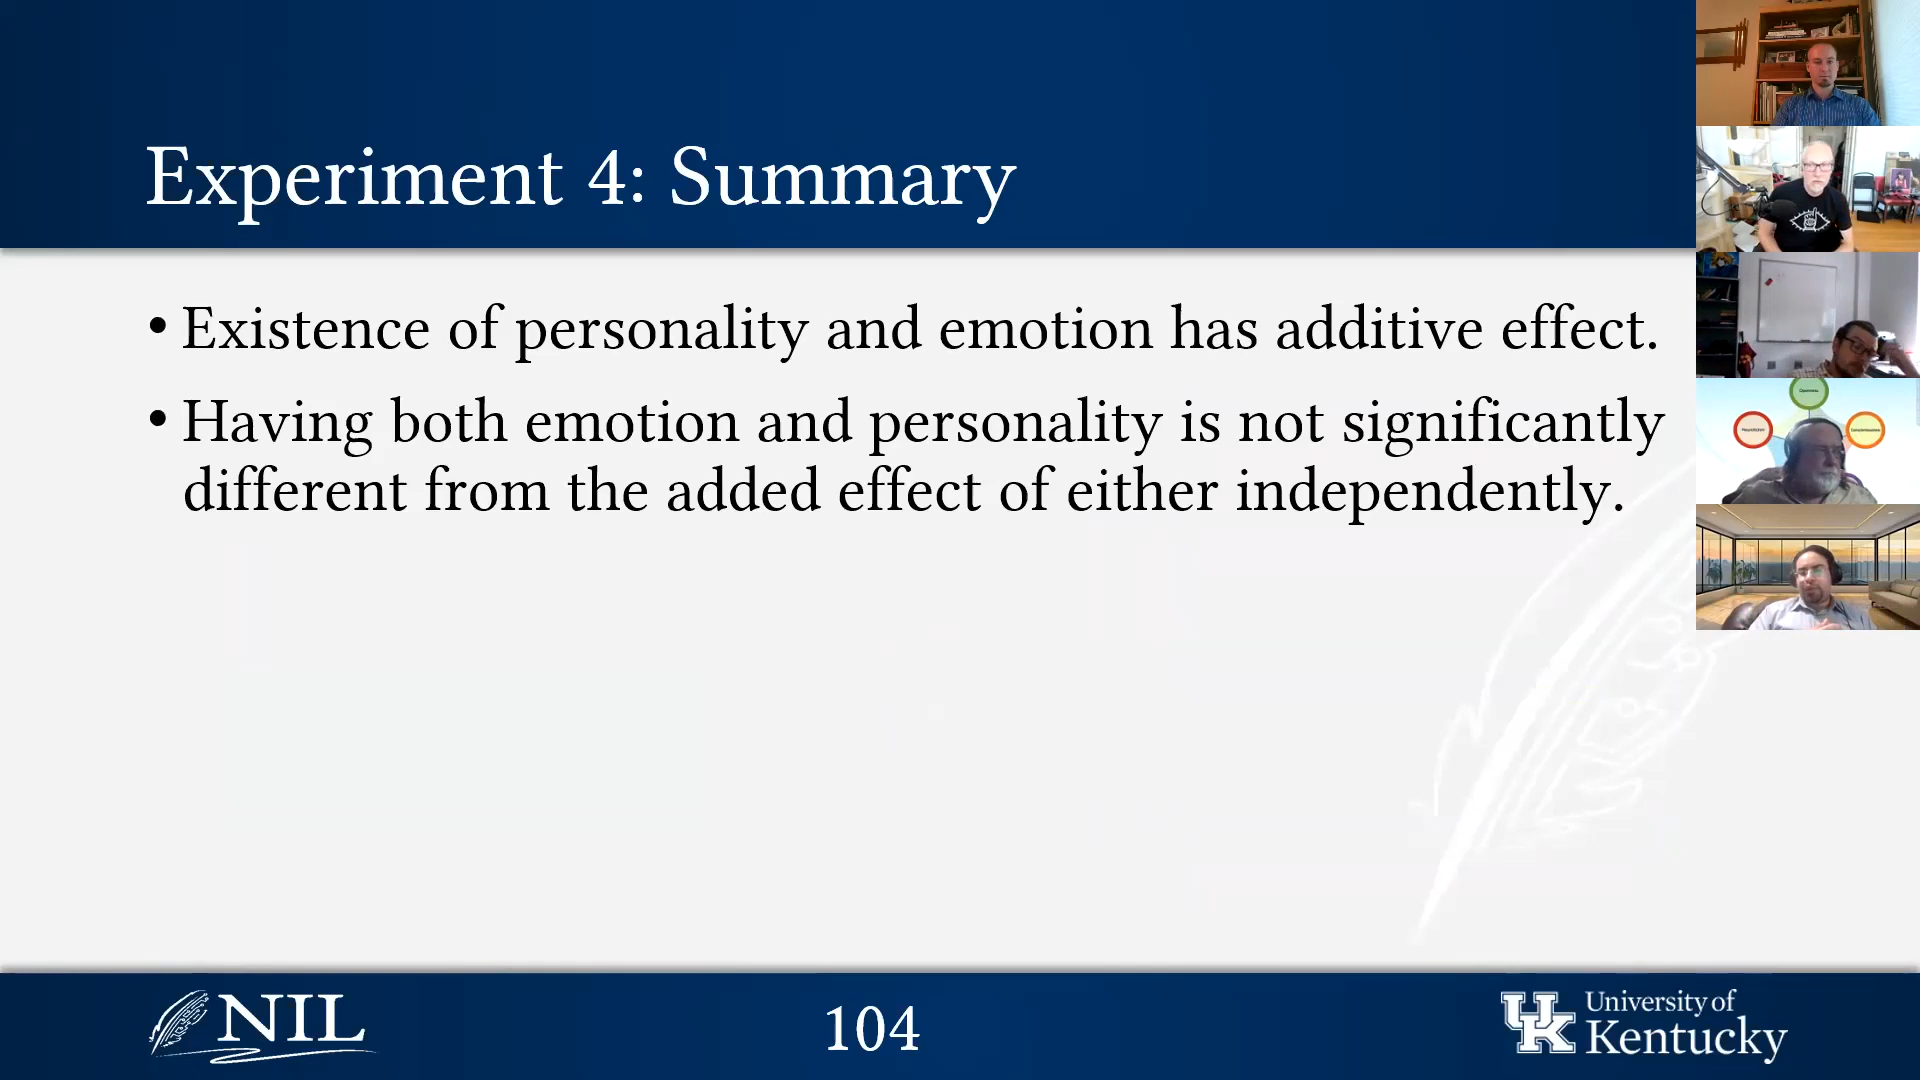 Experiment 4: Summary
• Existence of personality and emotion has additive effect.
• Having both emotion and personality is not significantly
different from the added effect of either independently.
NIL
104
UK
University of
Kentucky